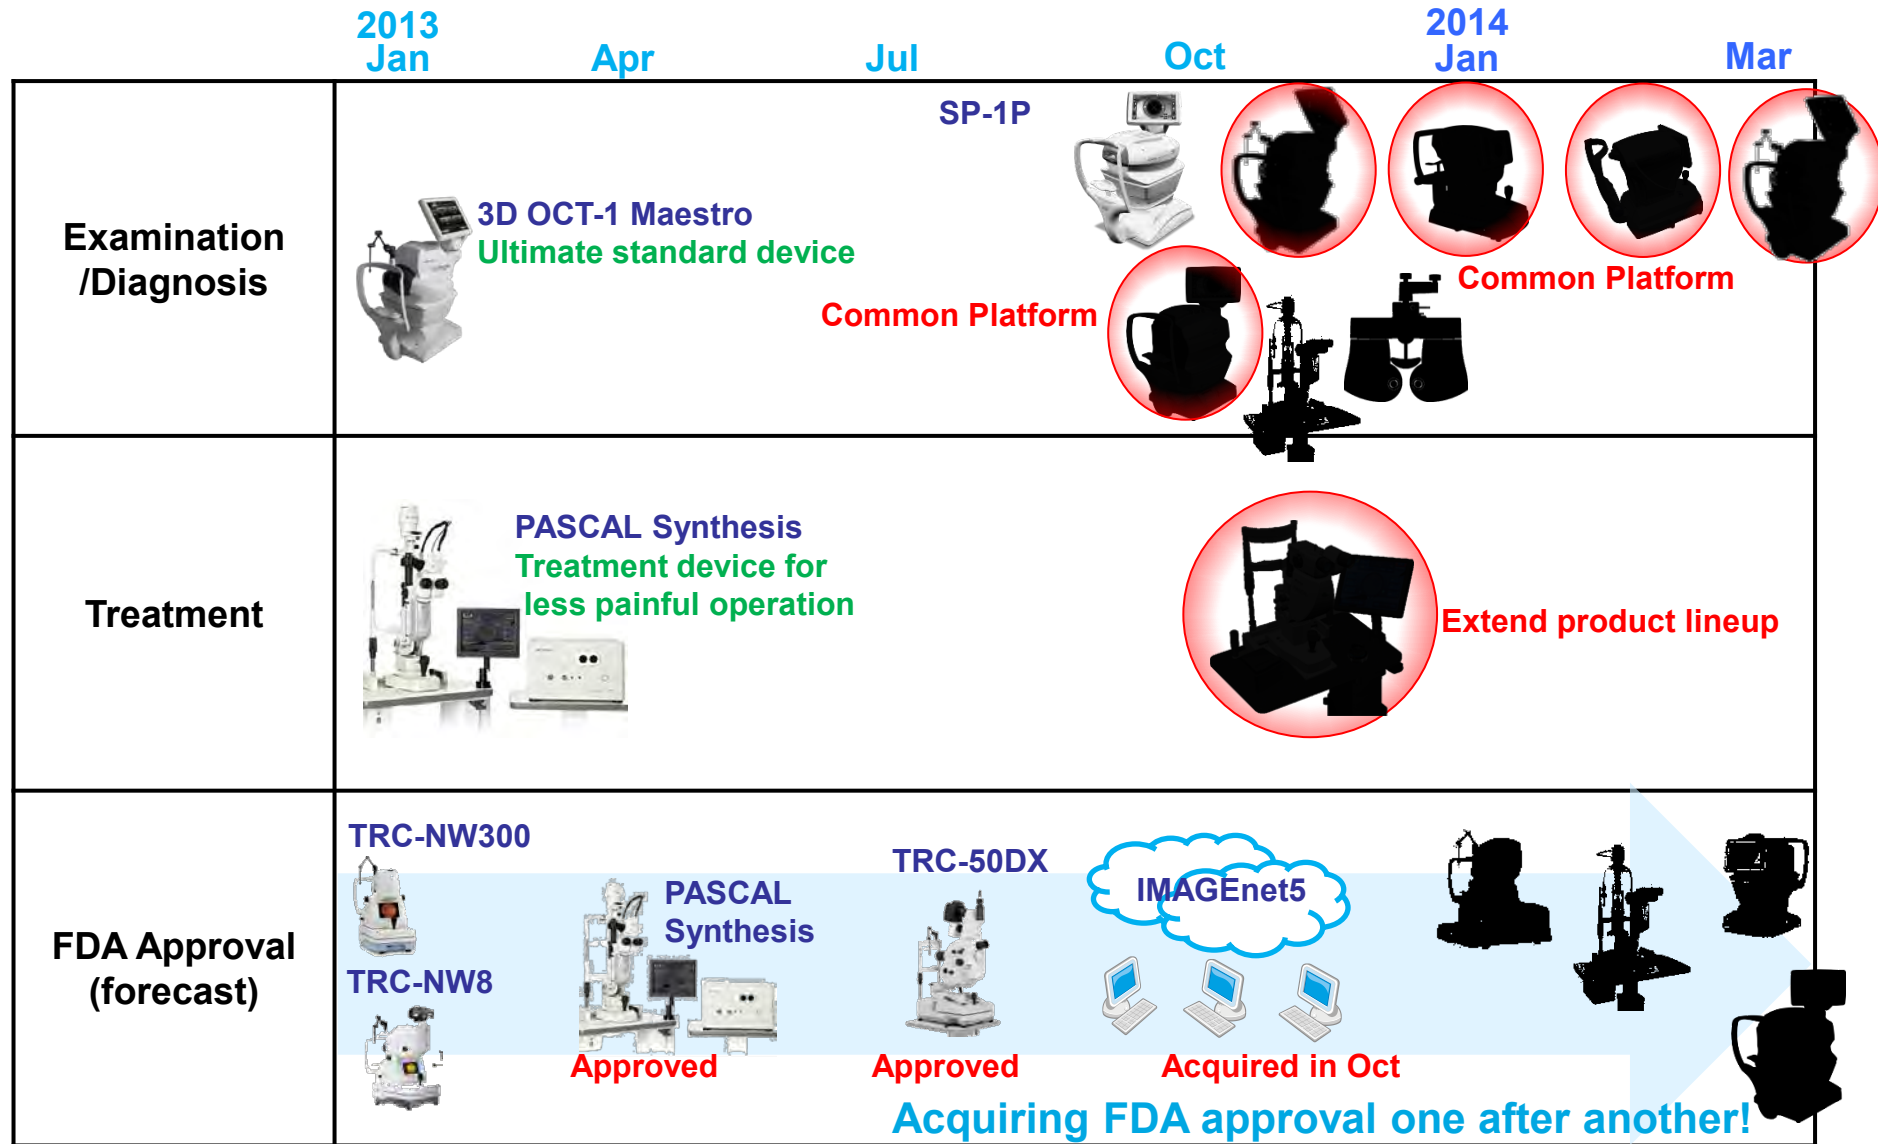 2013
Jan
Apr
Jul
Oct
2014
Jan
Mar
Examination
/Diagnosis
3D OCT-1 Maestro
Ultimate standard device
SP-1P
Common Platform
Common Platform
Treatment
PASCAL Synthesis
Treatment device for
less painful operation
Extend product lineup
FDA Approval
(forecast)
TRC-NW300
TRC-NW8
PASCAL
Synthesis
Approved
TRC-50DX
Approved
IMAGEnet5
Acquired in Oct
Acquiring FDA approval one after another!